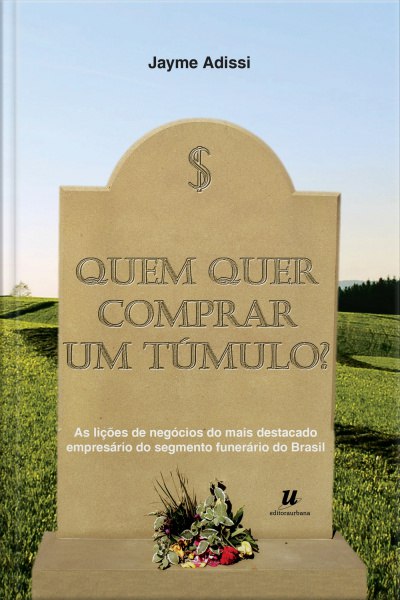 Jayme Adissi
$
QUEM QUER
COMPRAR
UM TÚMULO?
As lições de negócios do mais destacado
empresário do segmento funerário do Brasil
u
editoraurbana